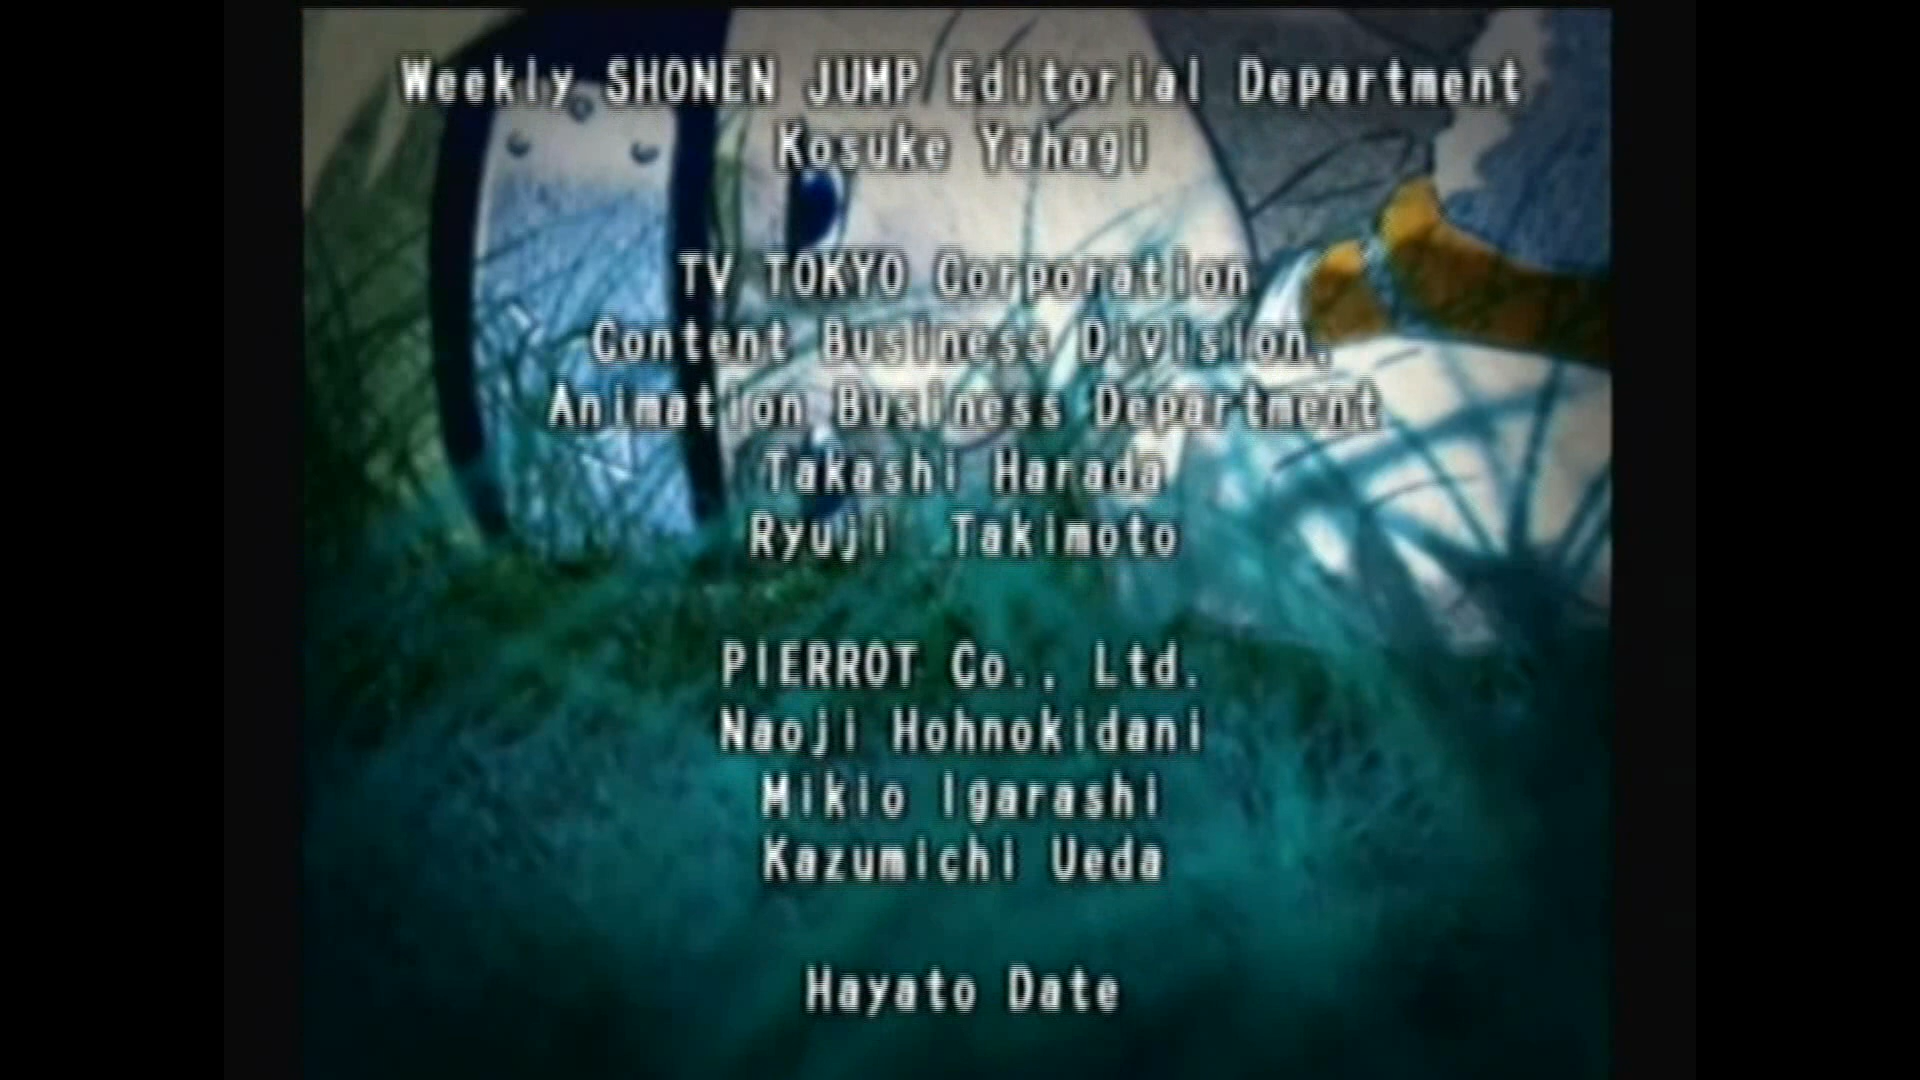 Weekly SHONEN JUMP Editorial Department
Kosuke Yahagi
TV TOKYO Corporation
Content Business Division,
Animation Business Department
Takashi Harada
Ryuji Takimoto
PIERROT Co., Ltd.
Naoji Hohnokidani
Mikio Igarashi
Kazumichi Ueda
Hayato Date